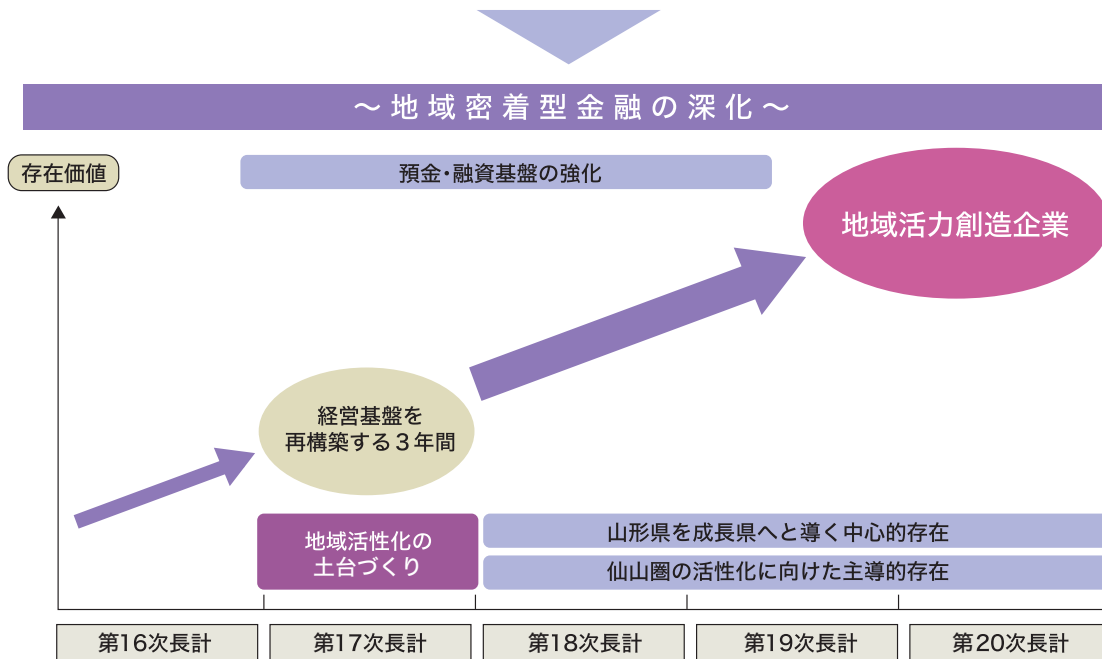 ～地域密着型金融の深化～
存在価値
預金・融資基盤の強化
地域活力創造企業
経営基盤を
再構築する３年間
地域活性化の
土台づくり
山形県を成長県へと導く中心的存在
仙山圏の活性化に向けた主導的存在
第16次長計
第17次長計
第18次長計
第19次長計
第20次長計